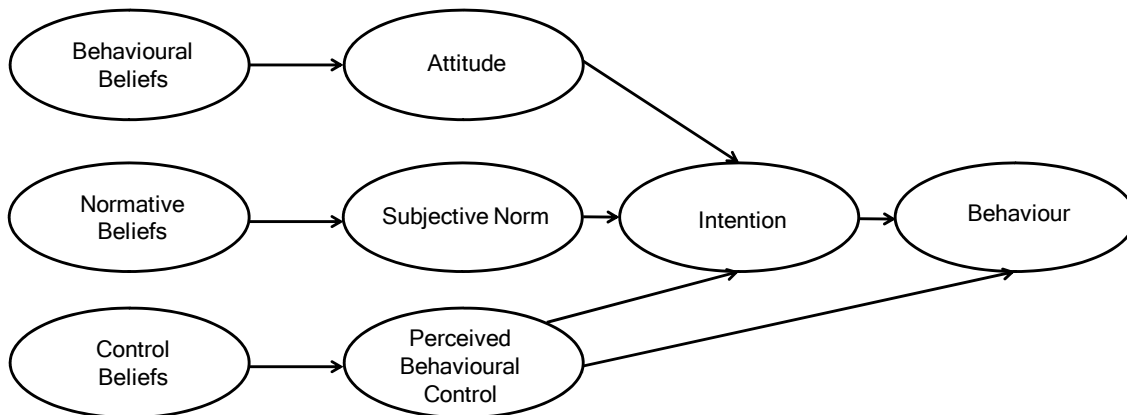 Behavioural
Beliefs
Attitude
Normative
Beliefs
Subjective Norm
Intention
Behaviour
Control
Beliefs
Perceived
Behavioural
Control